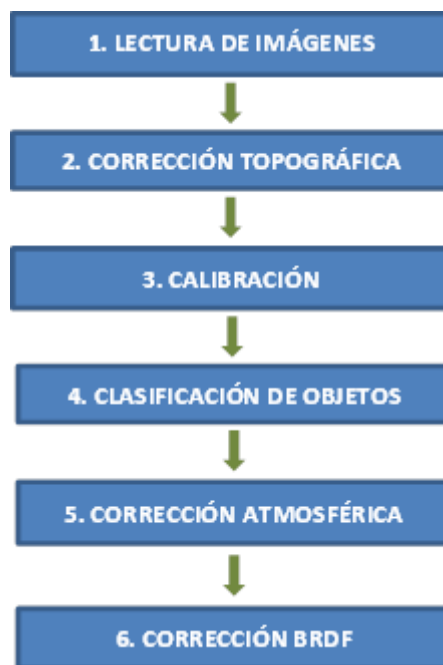 1. LECTURA DE IMÁGENES
2. CORRECCIÓN TOPOGRÁFICA
3. CALIBRACIÓN
4. CLASIFICACIÓN DE OBJETOS
5. CORRECCIÓN ATMOSFÉRICA
6. CORRECCIÓN BRDF